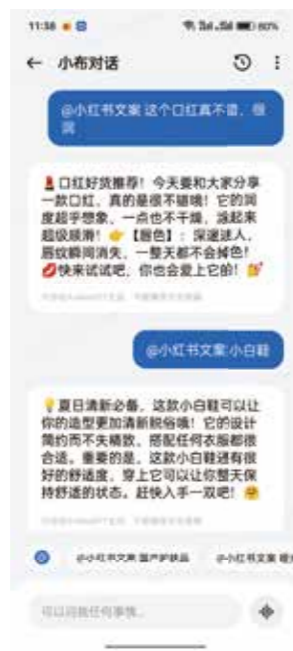 11:38
60%
小布对话
@小红书文案 这个口红真不错，很
润
💄口红好货推荐！今天要和大家分享
一款口红，真的是很不错哦！它的润
度超乎想象，一点也不干燥，涂起来
超级顺滑！👉【唇色】：深邃迷人，
唇纹瞬间消失，一整天都不会掉色！
💋快来试试吧，你也会爱上它的！💅
@小红书文案 小白鞋
💡夏日清新必备，这款小白鞋可以让
你的造型更加清新脱俗哦！它的设计
简约而不失精致，搭配任何衣服都很
合适。重要的是，这款小白鞋拥有很
好的舒适度，穿上它可以让你整天保
持舒适的状态。赶快入手一双吧！🤗
@小红书文案 国产护肤品
@小红书文案
可以问我任何事情...